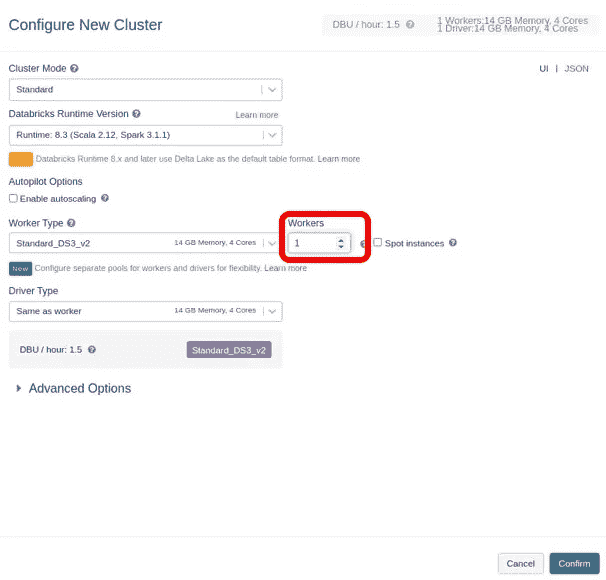 Configure New Cluster
DBU / hour: 1.5
1 Workers:14 GB Memory, 4 Cores
1 Driver:14 GB Memory, 4 Cores
Cluster Mode
UI | JSON
Standard
Databricks Runtime Version
Learn more
Runtime: 8.3 (Scala 2.12, Spark 3.1.1)
Databricks Runtime 8.x and later use Delta Lake as the default table format. Learn more
Autopilot Options
Enable autoscaling
Worker Type
Workers
Standard_DS3_v2 14 GB Memory, 4 Cores
1
Spot instances
New Configure separate pools for workers and drivers for flexibility. Learn more
Driver Type
Same as worker 14 GB Memory, 4 Cores
DBU / hour: 1.5 Standard_DS3_v2
Advanced Options
Cancel Confirm